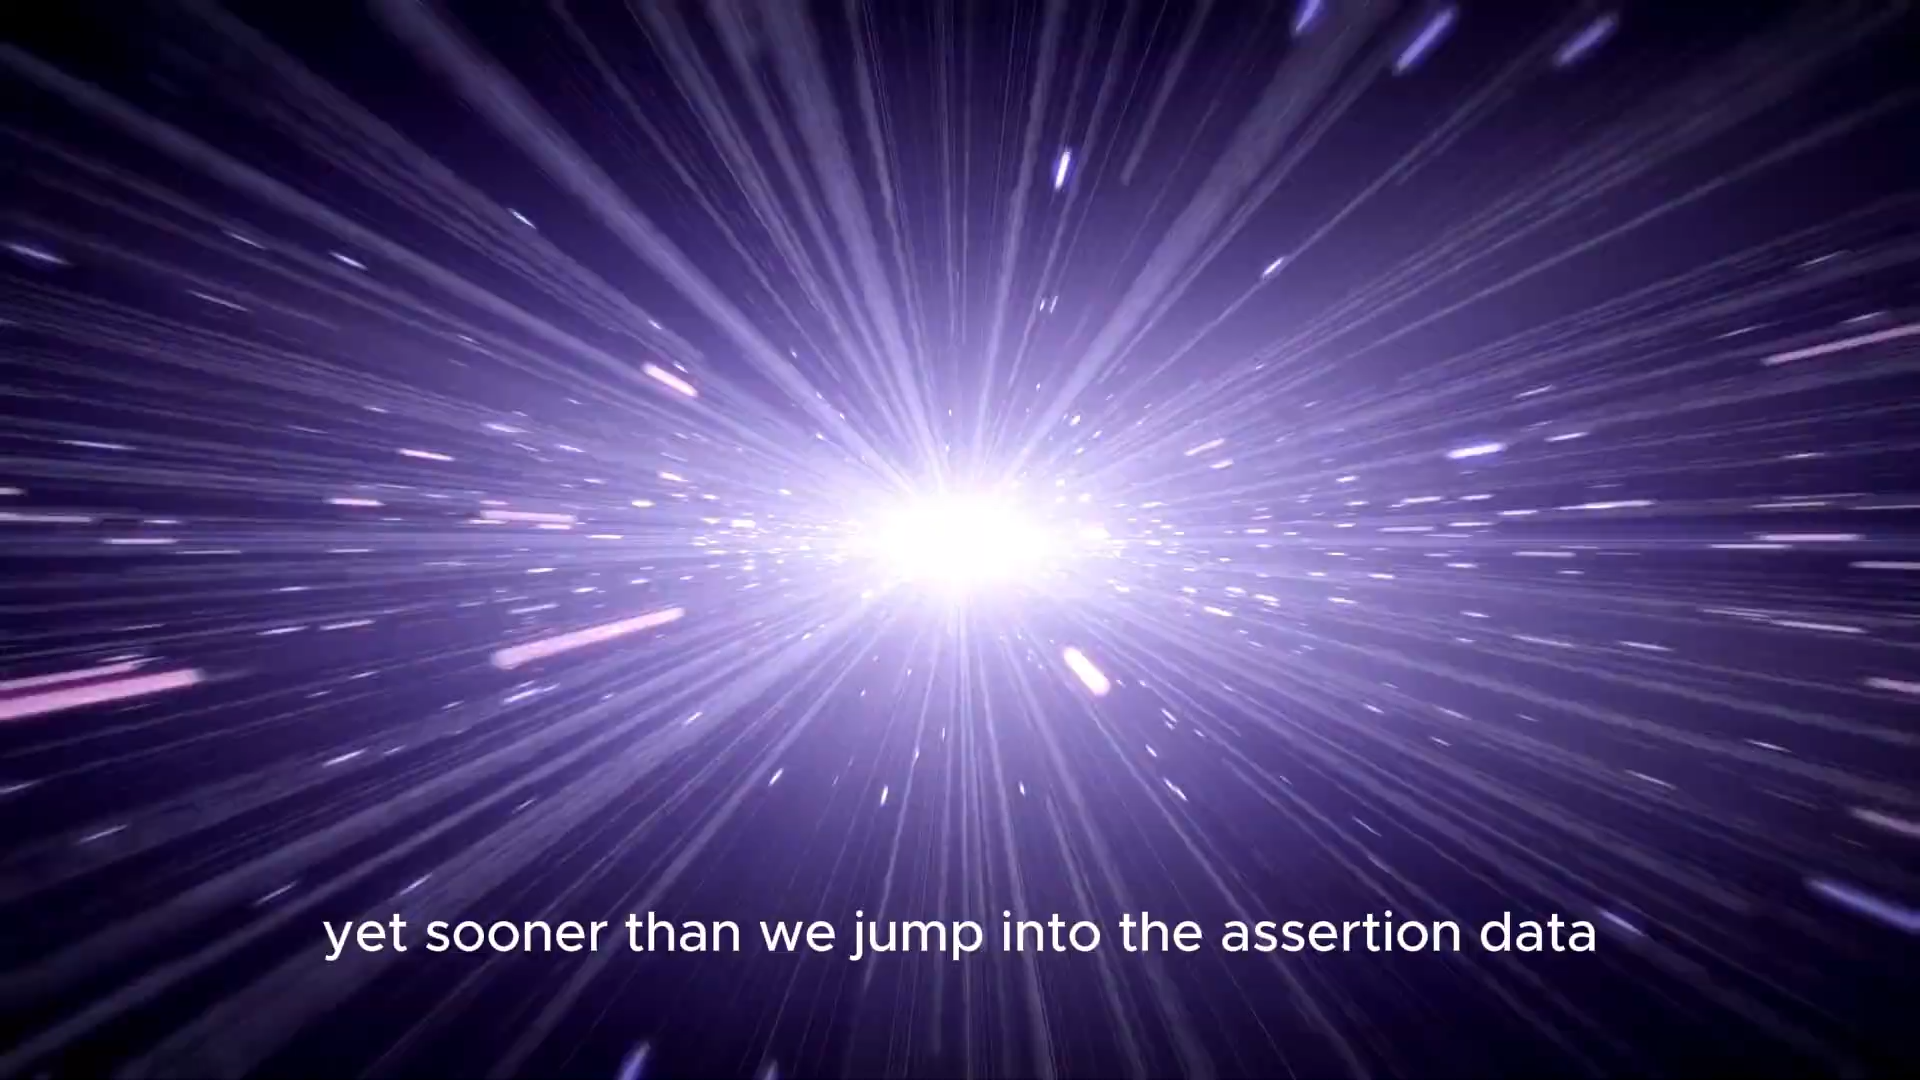 yet sooner than we jump into the assertion data